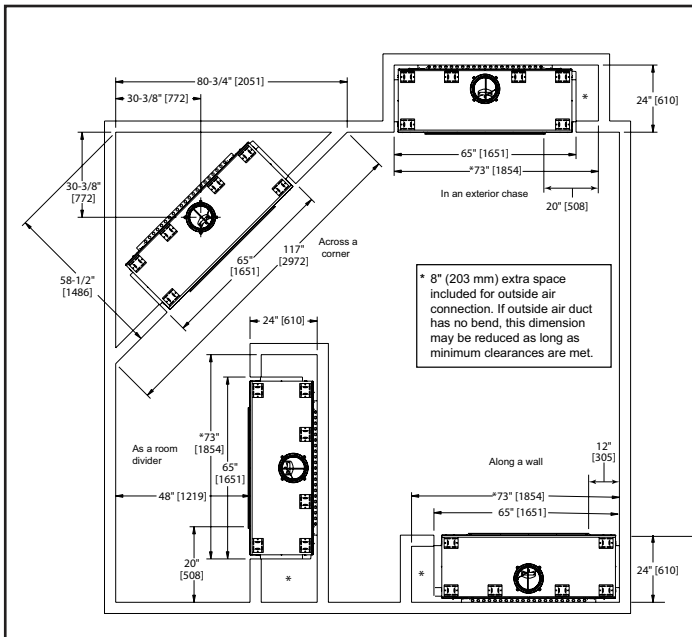 80-3/4" [2051]
30-3/8" [772]
24" [610]
65" [1651]
*73" [1854]
In an exterior chase
20" [508]
30-3/8"
[772]
58-1/2"
[1486]
65"
[1651]
117"
[2972]
Across a
corner
* 8" (203 mm) extra space
included for outside air
connection. If outside air duct
has no bend, this dimension
may be reduced as long as
minimum clearances are met.
24" [610]
As a room
divider
*73"
[1854]
65"
[1651]
48" [1219]
20"
[508]
*
*
Along a wall
12"
[305]
*73" [1854]
65" [1651]
24" [610]
*